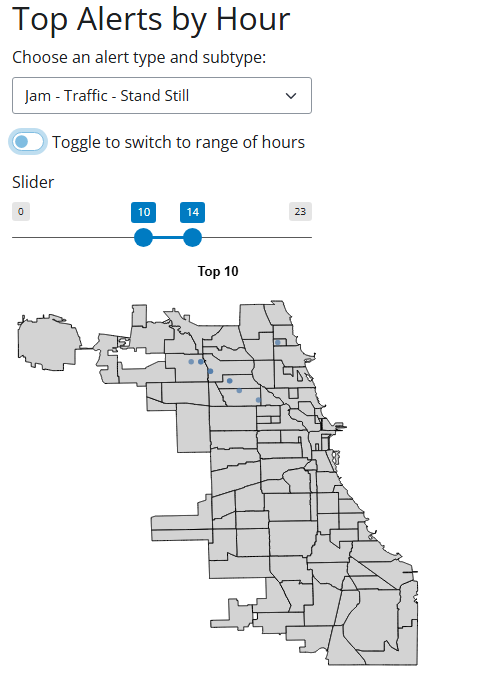 Top Alerts by Hour
Choose an alert type and subtype:
Jam - Traffic - Stand Still
Toggle to switch to range of hours
Slider
0 10 14 23
Top 10